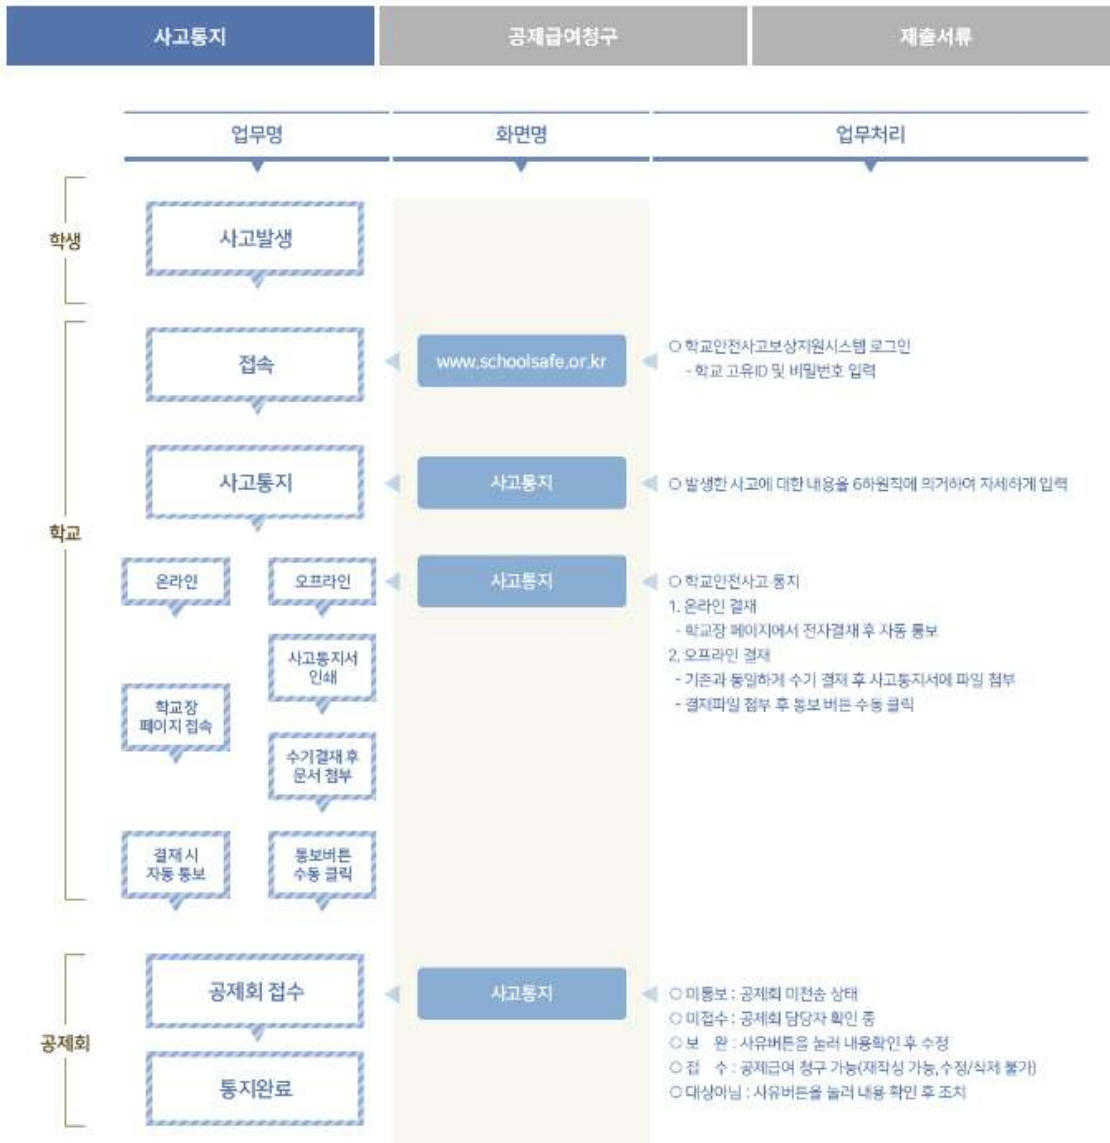 사고통지
공제급여청구
제출서류
업무명
화면명
업무처리
학생
사고발생
학교
접속
www.schoolsafe.or.kr
○ 학교안전사고보상지원시스템 로그인
- 학교 고유ID 및 비밀번호 입력
사고통지
사고통지
○ 발생한 사고에 대한 내용을 6하원칙에 의거하여 자세하게 입력
온라인
오프라인
사고통지
○ 학교안전사고 통지
1. 온라인 결재
- 학교장 페이지에서 전자결재 후 자동 통보
2. 오프라인 결재
- 기존과 동일하게 수기 결재 후 사고통지서에 파일 첨부
- 결재파일 첨부 후 통보 버튼 수동 클릭
사고통지서
인쇄
학교장
페이지 접속
수기결재 후
문서 첨부
결재 시
자동 통보
통보버튼
수동 클릭
공제회
공제회 접수
사고통지
○ 미통보 : 공제회 미전송 상태
○ 미접수 : 공제회 담당자 확인 중
○ 보 완 : 사유버튼을 눌러 내용확인 후 수정
○ 접 수 : 공제급여 청구 가능(재작성 가능,수정/삭제 불가)
○ 대상아님 : 사유버튼을 눌러 내용 확인 후 조치
통지완료